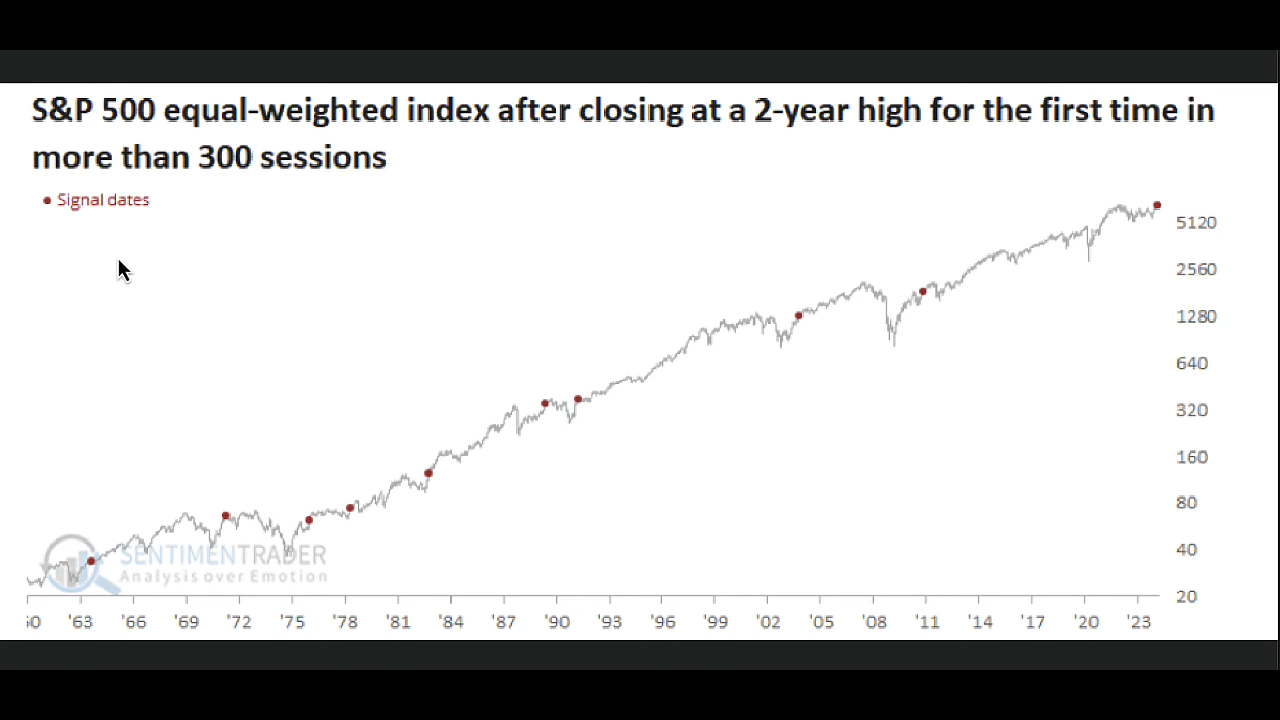 S&P 500 equal-weighted index after closing at a 2-year high for the first time in
more than 300 sessions
Signal dates
5120
2560
1280
640
320
160
80
40
20
SENTIMENTRADER
Analysis over Emotion
'63 '66 '69 '72 '75 '78 '81 '84 '87 '90 '93 '96 '99 '02 '05 '08 '11 '14 '17 '20 '23